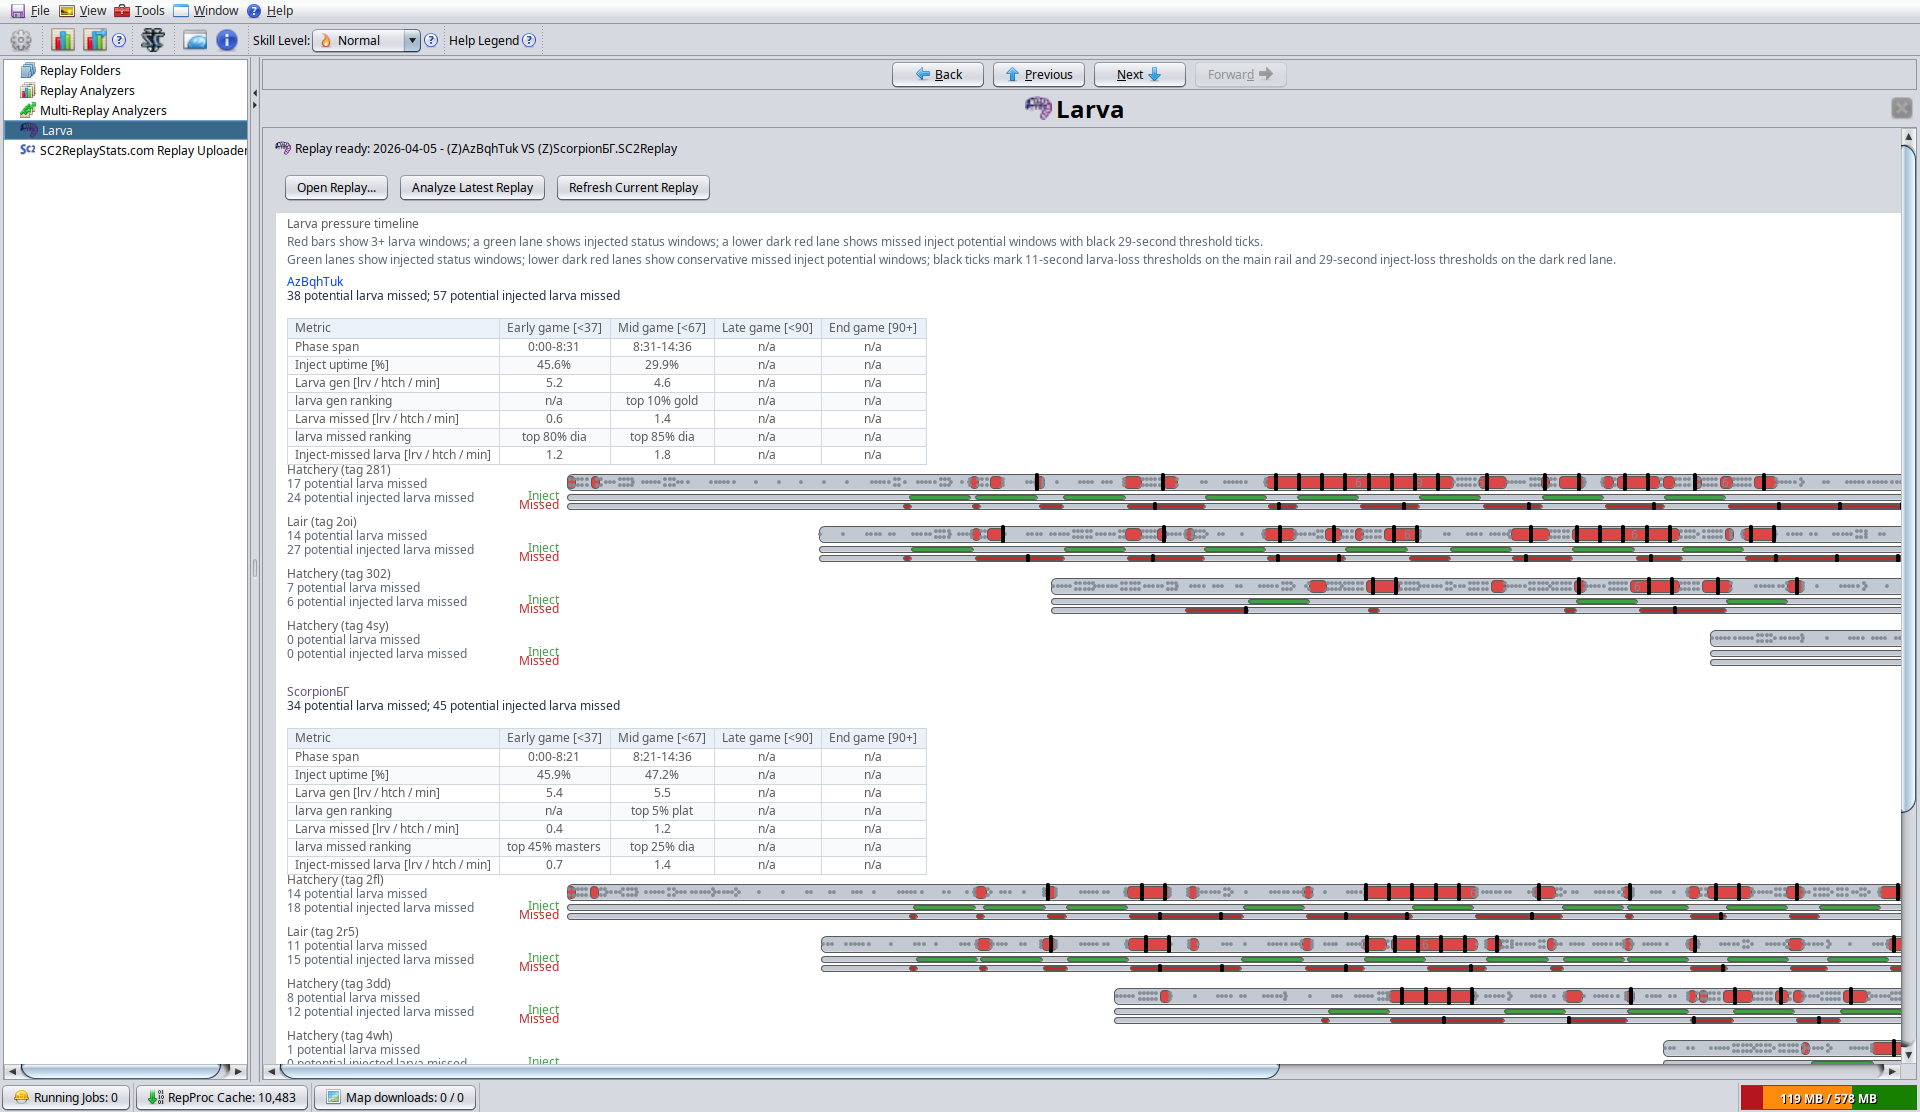 File View Tools Window Help
Skill Level: Normal Help Legend
Replay Folders
Replay Analyzers
Multi-Replay Analyzers
Larva
SC2ReplayStats.com Replay Uploader
Back Previous Next Forward
Larva
Replay ready: 2026-04-05 - (Z)AzBqhTuk VS (Z)ScorpionБГ.SC2Replay
Open Replay... Analyze Latest Replay Refresh Current Replay
Larva pressure timeline
Red bars show 3+ larva windows; a green lane shows injected status windows; a lower dark red lane shows missed inject potential windows with black 29-second threshold ticks.
Green lanes show injected status windows; lower dark red lanes show conservative missed inject potential windows; black ticks mark 11-second larva-loss thresholds on the main rail and 29-second inject-loss thresholds on the dark red lane.
AzBqhTuk
38 potential larva missed; 57 potential injected larva missed
Metric Early game [<37] Mid game [<67] Late game [<90] End game [90+]
Phase span 0:00-8:31 8:31-14:36 n/a n/a
Inject uptime [%] 45.6% 29.9% n/a n/a
Larva gen [lrv / htch / min] 5.2 4.6 n/a n/a
larva gen ranking n/a top 10% gold n/a n/a
Larva missed [lrv / htch / min] 0.6 1.4 n/a n/a
larva missed ranking top 80% dia top 85% dia n/a n/a
Inject-missed larva [lrv / htch / min] 1.2 1.8 n/a n/a
Hatchery (tag 281)
17 potential larva missed
24 potential injected larva missed Inject
Missed
Lair (tag 2oi)
14 potential larva missed
27 potential injected larva missed Inject
Missed
Hatchery (tag 302)
7 potential larva missed
6 potential injected larva missed Inject
Missed
Hatchery (tag 4sy)
0 potential larva missed
0 potential injected larva missed Inject
Missed
ScorpionБГ
34 potential larva missed; 45 potential injected larva missed
Metric Early game [<37] Mid game [<67] Late game [<90] End game [90+]
Phase span 0:00-8:21 8:21-14:36 n/a n/a
Inject uptime [%] 45.9% 47.2% n/a n/a
Larva gen [lrv / htch / min] 5.4 5.5 n/a n/a
larva gen ranking n/a top 5% plat n/a n/a
Larva missed [lrv / htch / min] 0.4 1.2 n/a n/a
larva missed ranking top 45% masters top 25% dia n/a n/a
Inject-missed larva [lrv / htch / min] 0.7 1.4 n/a n/a
Hatchery (tag 2fl)
14 potential larva missed
18 potential injected larva missed Inject
Missed
Lair (tag 2r5)
11 potential larva missed
15 potential injected larva missed Inject
Missed
Hatchery (tag 3dd)
8 potential larva missed
12 potential injected larva missed Inject
Missed
Hatchery (tag 4wh)
1 potential larva missed
0 potential injected larva missed Inject
Running Jobs: 0 RepProc Cache: 10,483 Map downloads: 0 / 0 119 MB / 578 MB